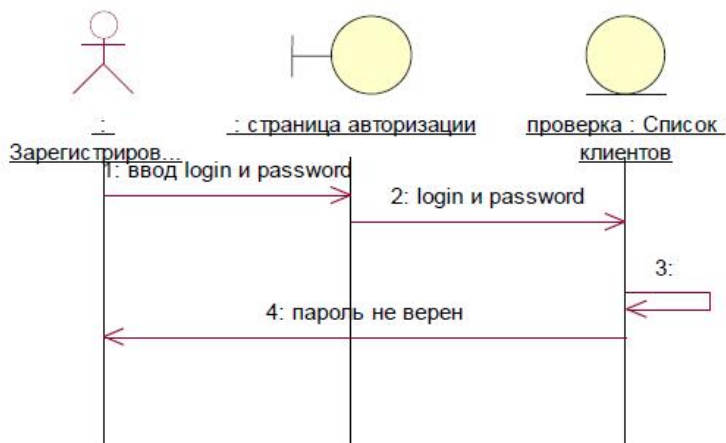 :
Зарегистриров...
: страница авторизации
проверка : Список
клиентов
1: ввод login и password
2: login и password
3:
4: пароль не верен